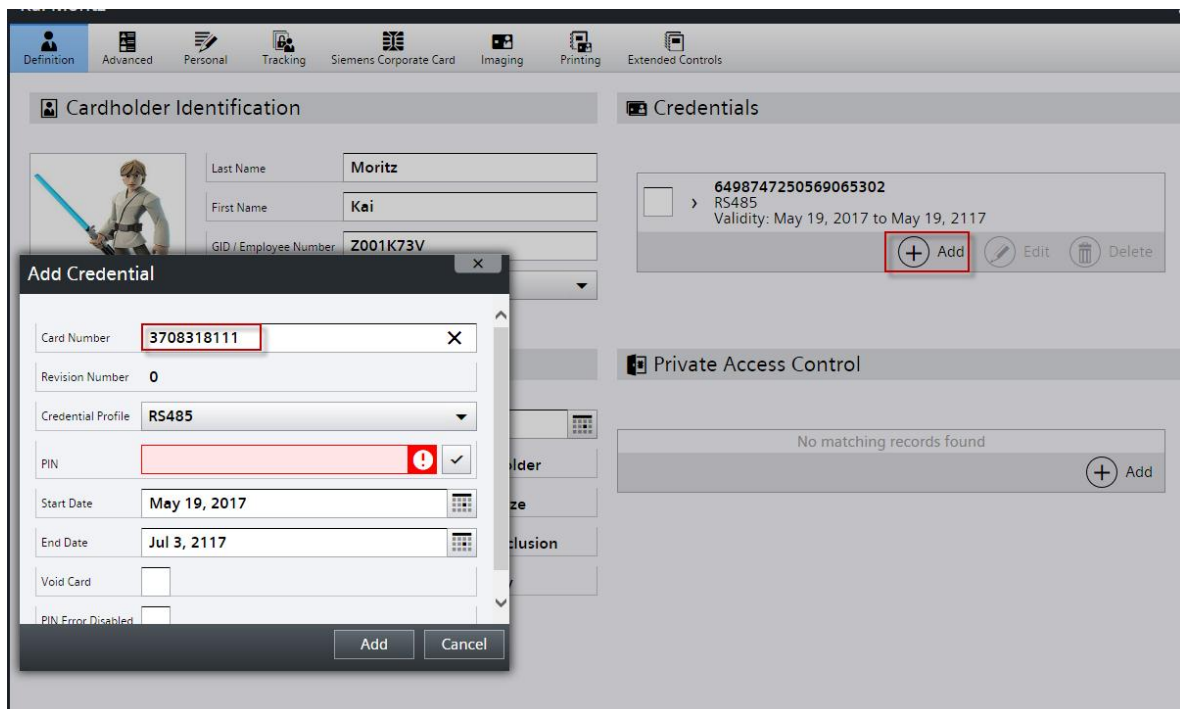 Definition
Advanced
Personal
Tracking
Siemens Corporate Card
Imaging
Printing
Extended Controls
Cardholder Identification
Last Name Moritz
First Name Kai
GID / Employee Number Z001K73V
Credentials
6498747250569065302
RS485
Validity: May 19, 2017 to May 19, 2117
Add Edit Delete
Private Access Control
No matching records found
Add
Add Credential
Card Number 3708318111
Revision Number 0
Credential Profile RS485
PIN
Start Date May 19, 2017
End Date Jul 3, 2117
Void Card
PIN Error Disabled
Add Cancel